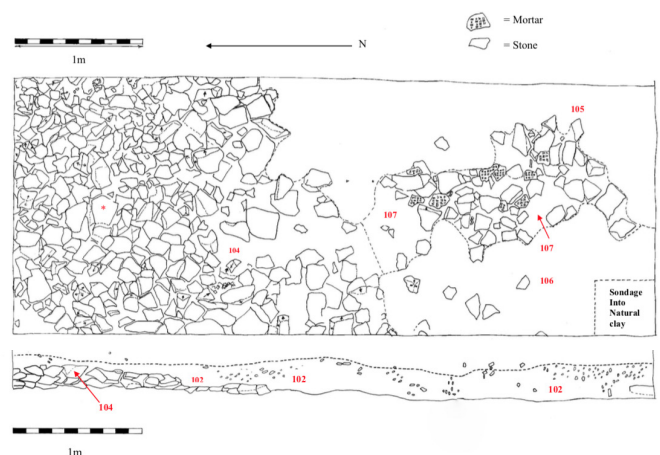 = Mortar
= Stone
1m
N
105
*
107
104
107
106
Sondage
Into
Natural
clay
102
102
102
104
1m